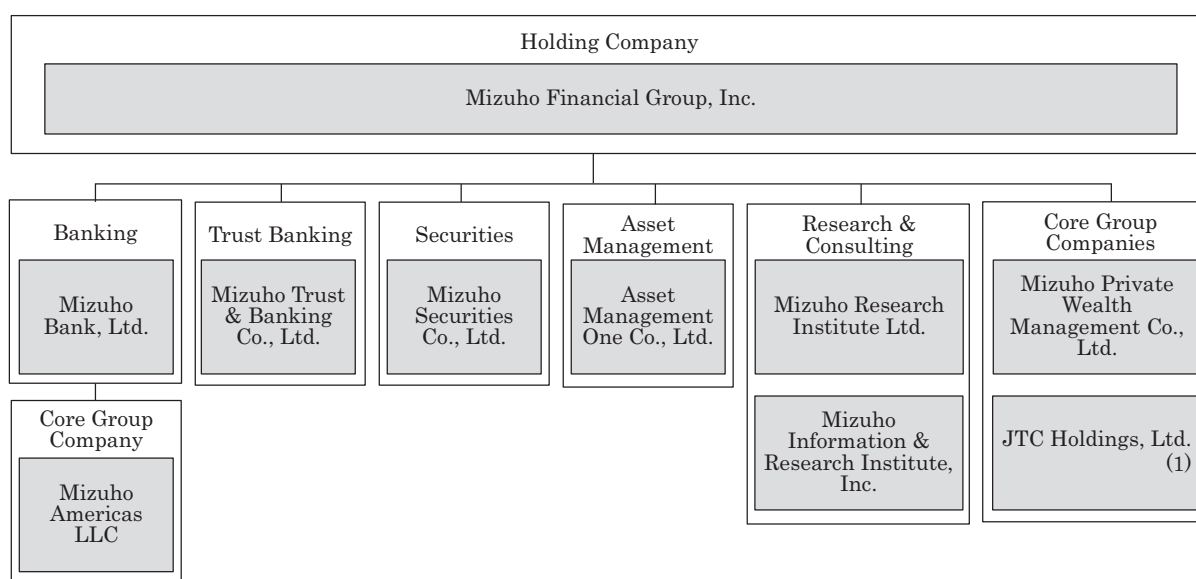 Holding Company
Mizuho Financial Group, Inc.
Banking
Mizuho
Bank, Ltd.
Core Group
Company
Mizuho
Americas
LLC
Trust Banking
Mizuho Trust
& Banking
Co., Ltd.
Securities
Mizuho
Securities
Co., Ltd.
Asset
Management
Asset
Management
One Co., Ltd.
Research &
Consulting
Mizuho Research
Institute Ltd.
Mizuho
Information &
Research Institute,
Inc.
Core Group
Companies
Mizuho Private
Wealth
Management Co.,
Ltd.
JTC Holdings, Ltd.
(1)